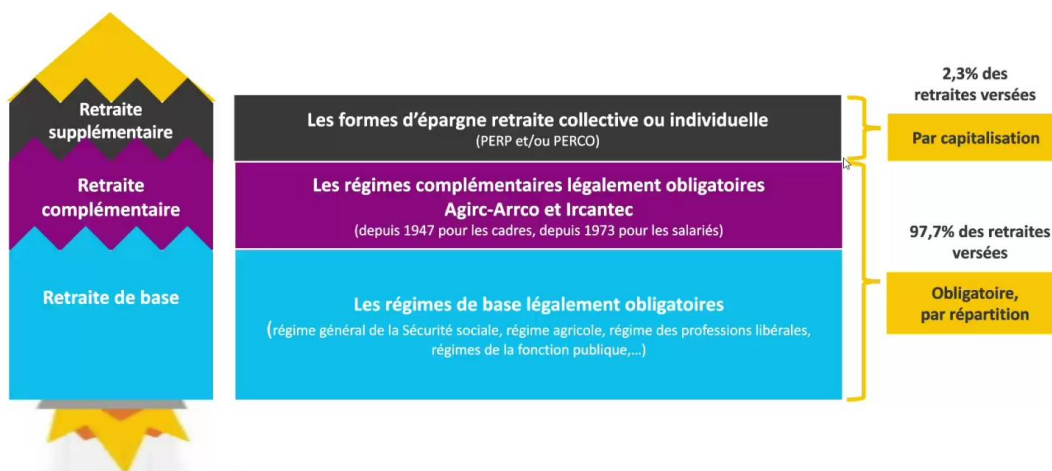 Retraite
supplémentaire
Les formes d’épargne retraite collective ou individuelle
(PERP et/ou PERCO)
2,3% des
retraites versées
Par capitalisation
Retraite
complémentaire
Les régimes complémentaires légalement obligatoires
Agirc-Arrco et Ircantec
(depuis 1947 pour les cadres, depuis 1973 pour les salariés)
97,7% des retraites
versées
Obligatoire,
par répartition
Retraite de base
Les régimes de base légalement obligatoires
(régime général de la Sécurité sociale, régime agricole, régime des professions libérales,
régimes de la fonction publique,…)